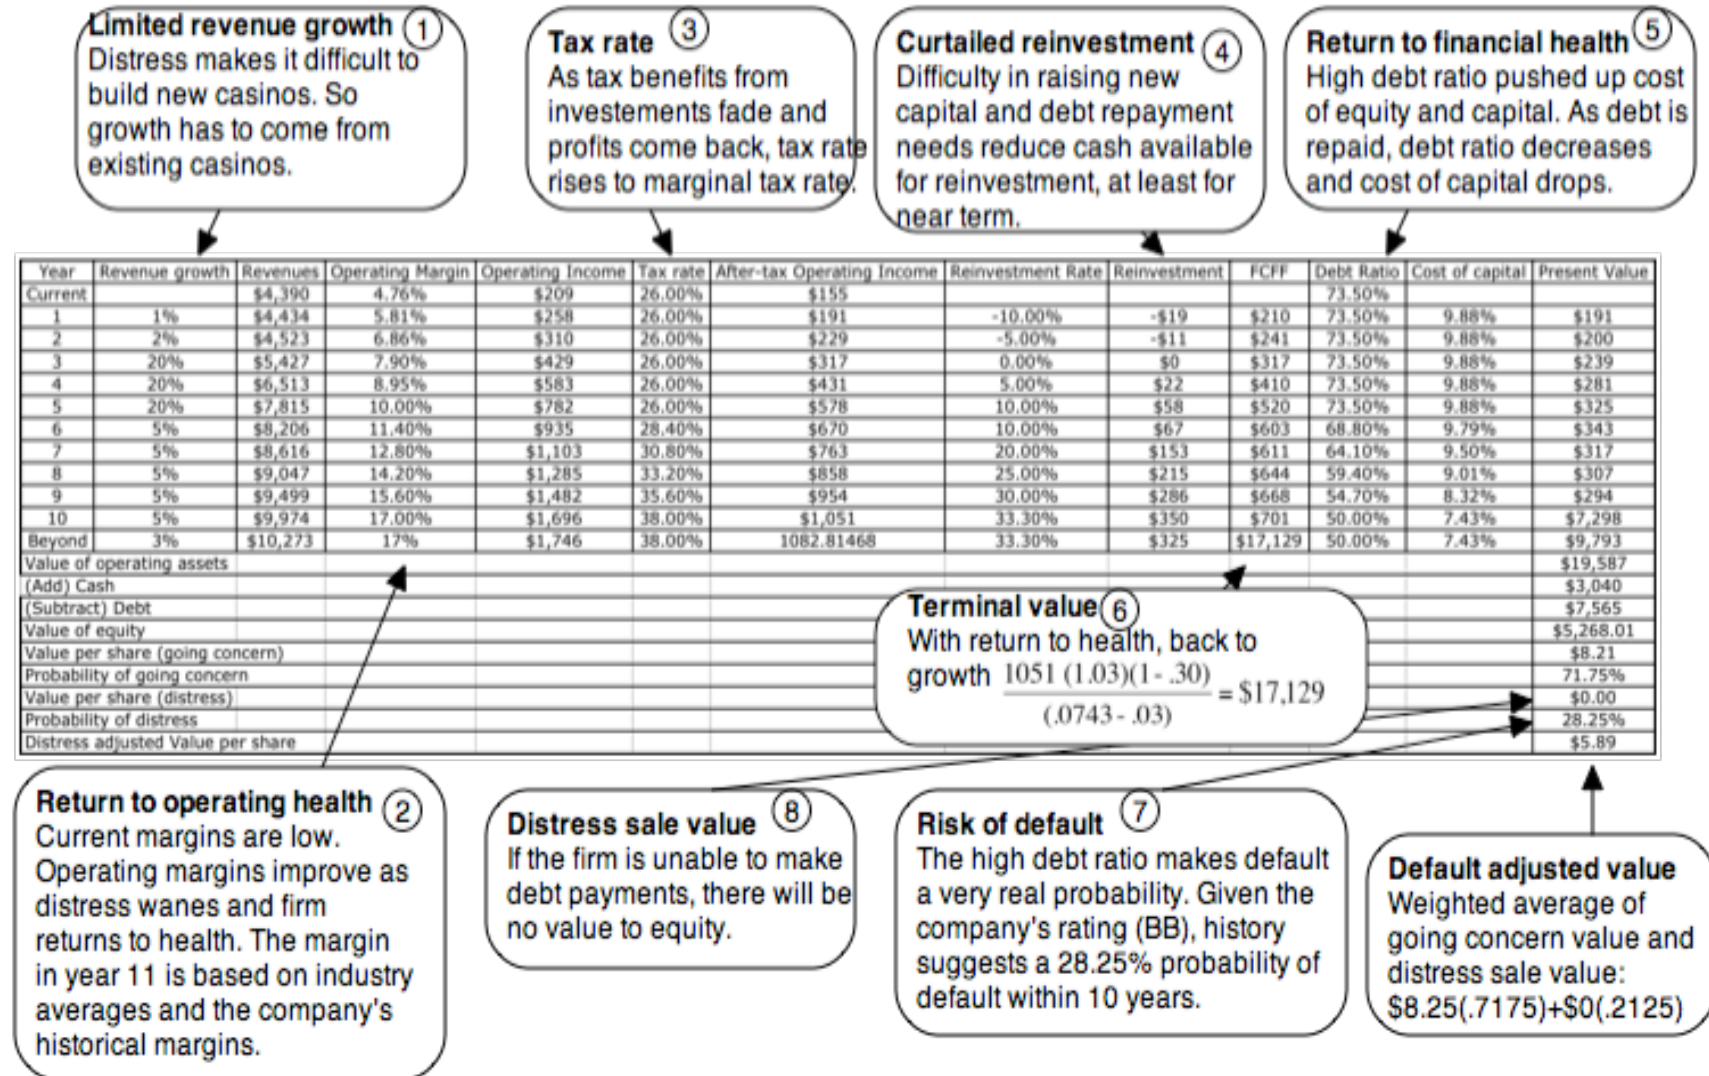 Limited revenue growth 1
Distress makes it difficult to
build new casinos. So
growth has to come from
existing casinos.
Tax rate 3
As tax benefits from
investements fade and
profits come back, tax rate
rises to marginal tax rate.
Curtailed reinvestment 4
Difficulty in raising new
capital and debt repayment
needs reduce cash available
for reinvestment, at least for
near term.
Return to financial health 5
High debt ratio pushed up cost
of equity and capital. As debt is
repaid, debt ratio decreases
and cost of capital drops.
Year Revenue growth Revenues Operating Margin Operating Income Tax rate After-tax Operating Income Reinvestment Rate Reinvestment FCFF Debt Ratio Cost of capital Present Value
Current $4,390 4.76% $209 26.00% $155 73.50%
1 1% $4,434 5.81% $258 26.00% $191 -10.00% -$19 $210 73.50% 9.88% $191
2 2% $4,523 6.86% $310 26.00% $229 -5.00% -$11 $241 73.50% 9.88% $200
3 20% $5,427 7.90% $429 26.00% $317 0.00% $0 $317 73.50% 9.88% $239
4 20% $6,513 8.95% $583 26.00% $431 5.00% $22 $410 73.50% 9.88% $281
5 20% $7,815 10.00% $782 26.00% $578 10.00% $58 $520 73.50% 9.88% $325
6 5% $8,206 11.40% $935 28.40% $670 10.00% $67 $603 68.80% 9.79% $343
7 5% $8,616 12.80% $1,103 30.80% $763 20.00% $153 $611 64.10% 9.50% $317
8 5% $9,047 14.20% $1,285 33.20% $858 25.00% $215 $644 59.40% 9.01% $307
9 5% $9,499 15.60% $1,482 35.60% $954 30.00% $286 $668 54.70% 8.32% $294
10 5% $9,974 17.00% $1,696 38.00% $1,051 33.30% $350 $701 50.00% 7.43% $7,298
Beyond 3% $10,273 17% $1,746 38.00% 1082.81468 33.30% $325 $17,129 50.00% 7.43% $9,793
Value of operating assets $19,587
(Add) Cash $3,040
(Subtract) Debt $7,565
Value of equity $5,268.01
Value per share (going concern) $8.21
Probability of going concern 71.75%
Value per share (distress) $0.00
Probability of distress 28.25%
Distress adjusted Value per share $5.89
Terminal value 6
With return to health, back to
growth 1051 (1.03)(1- .30) / (.0743 - .03) = $17,129
Return to operating health 2
Current margins are low.
Operating margins improve as
distress wanes and firm
returns to health. The margin
in year 11 is based on industry
averages and the company's
historical margins.
Distress sale value 8
If the firm is unable to make
debt payments, there will be
no value to equity.
Risk of default 7
The high debt ratio makes default
a very real probability. Given the
company's rating (BB), history
suggests a 28.25% probability of
default within 10 years.
Default adjusted value
Weighted average of
going concern value and
distress sale value:
$8.25(.7175)+$0(.2125)